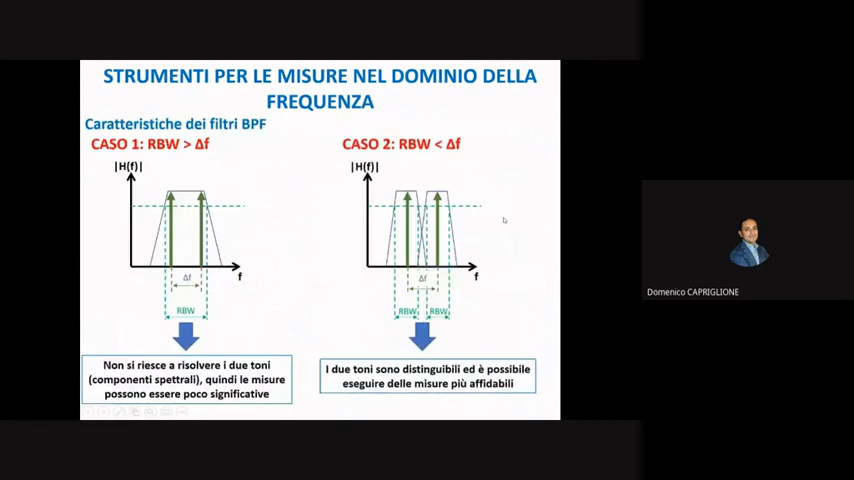 STRUMENTI PER LE MISURE NEL DOMINIO DELLA
FREQUENZA
Caratteristiche dei filtri BPF
CASO 1: RBW > Δf
|H(f)|
f
Δf
RBW
Non si riesce a risolvere i due toni
(componenti spettrali), quindi le misure
possono essere poco significative
CASO 2: RBW < Δf
|H(f)|
f
Δf
RBW RBW
I due toni sono distinguibili ed è possibile
eseguire delle misure più affidabili
Domenico CAPRIGLIONE